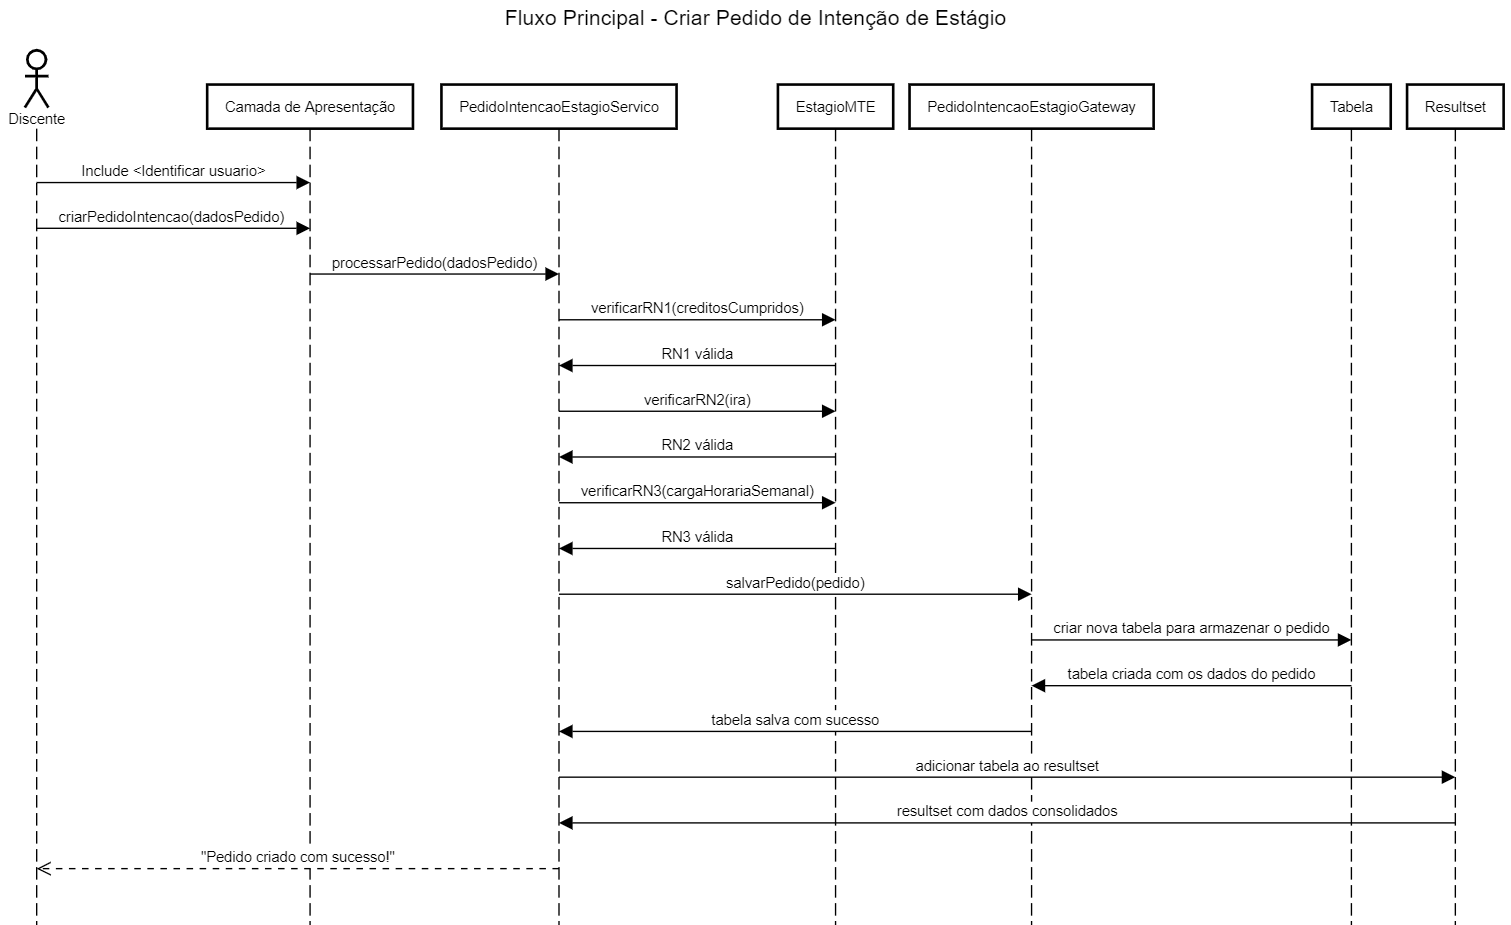 Fluxo Principal - Criar Pedido de Intenção de Estágio
Discente
Camada de Apresentação
PedidoIntencaoEstagioServico
EstagioMTE
PedidoIntencaoEstagioGateway
Tabela
Resultset
Include <Identificar usuario>
criarPedidoIntencao(dadosPedido)
processarPedido(dadosPedido)
verificarRN1(creditosCumpridos)
RN1 válida
verificarRN2(ira)
RN2 válida
verificarRN3(cargaHorariaSemanal)
RN3 válida
salvarPedido(pedido)
criar nova tabela para armazenar o pedido
tabela criada com os dados do pedido
tabela salva com sucesso
adicionar tabela ao resultset
resultset com dados consolidados
"Pedido criado com sucesso!"